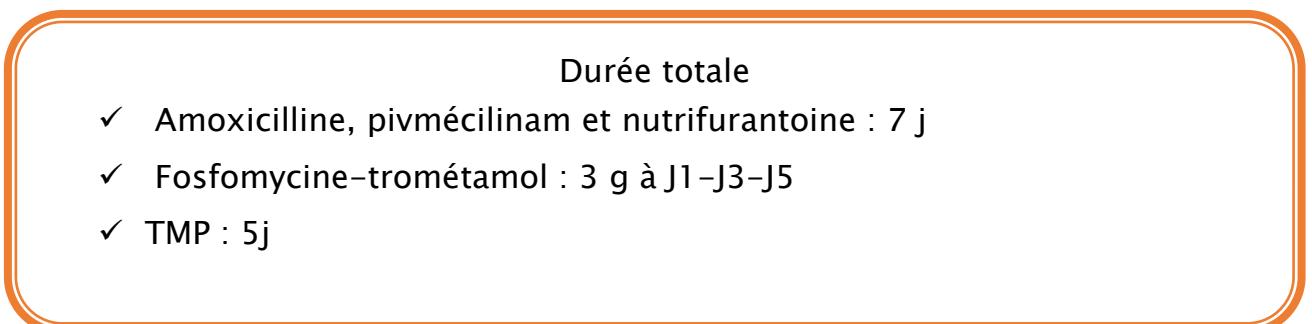 Durée totale
✓ Amoxicilline, pivmécilinam et nutrifurantoine : 7 j
✓ Fosfomycine-trométamol : 3 g à J1-J3-J5
✓ TMP : 5j